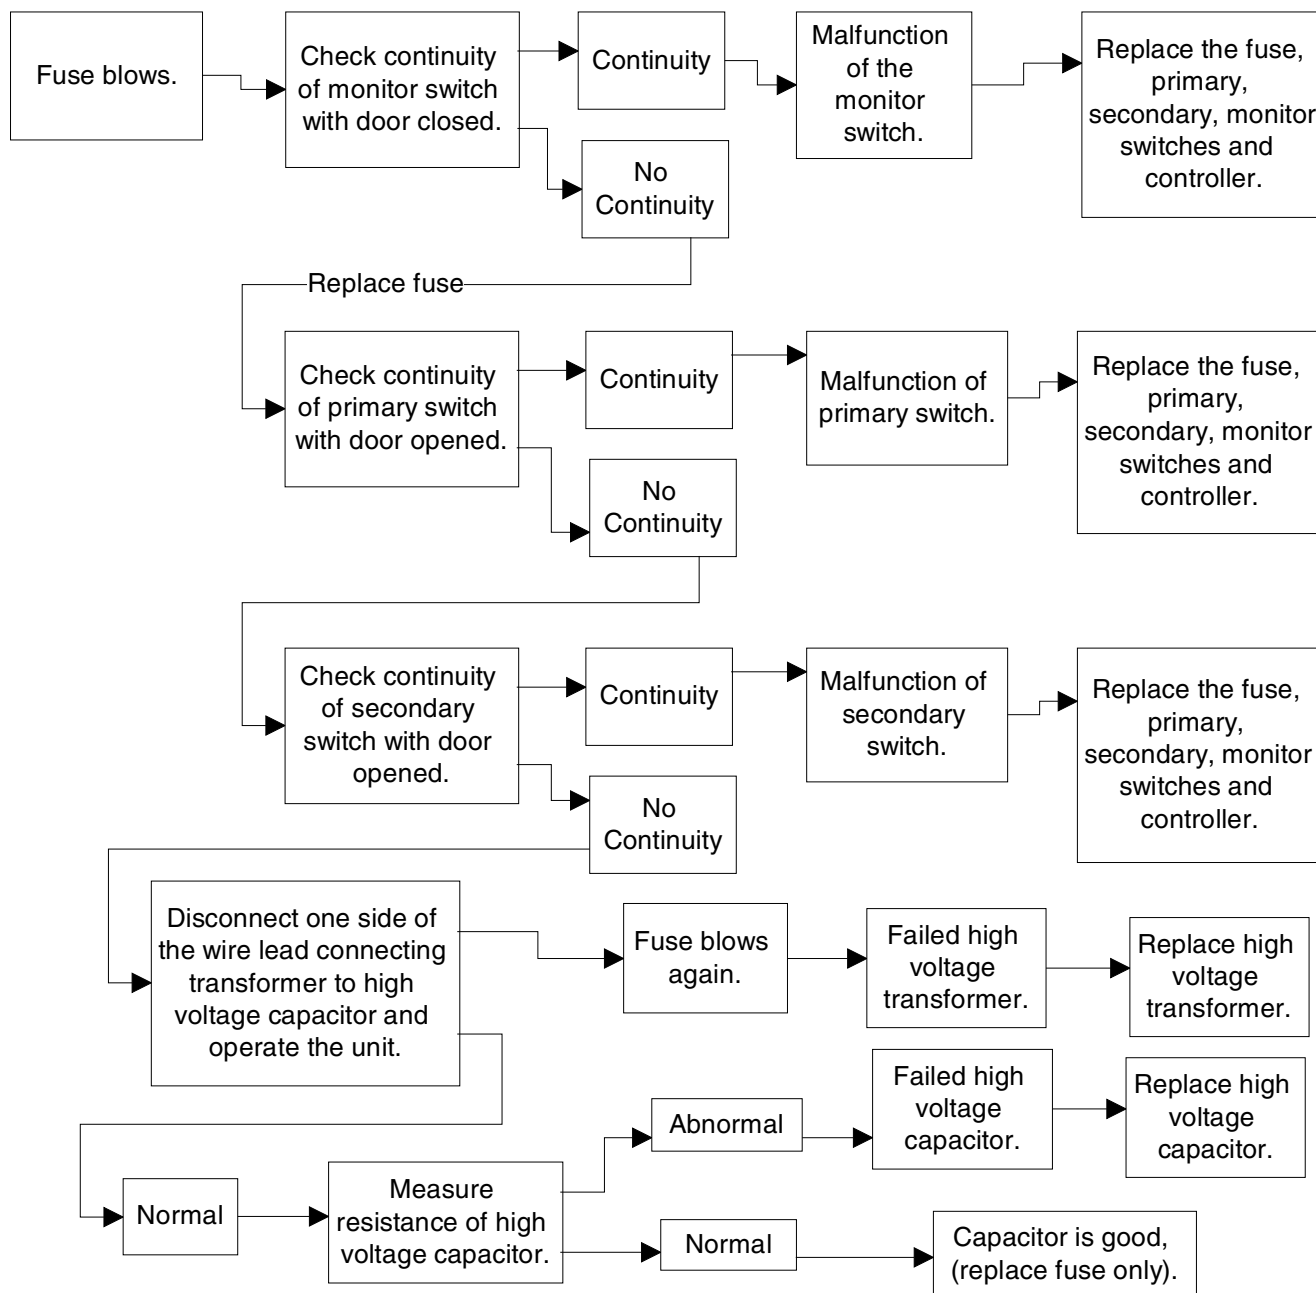 Fuse blows.
Check continuity
of monitor switch
with door closed.
Continuity
Malfunction
of the
monitor
switch.
Replace the fuse,
primary,
secondary, monitor
switches and
controller.
No
Continuity
Replace fuse
Check continuity
of primary switch
with door opened.
Continuity
Malfunction of
primary switch.
Replace the fuse,
primary,
secondary, monitor
switches and
controller.
No
Continuity
Check continuity
of secondary
switch with door
opened.
Continuity
Malfunction of
secondary
switch.
Replace the fuse,
primary,
secondary, monitor
switches and
controller.
No
Continuity
Disconnect one side of
the wire lead connecting
transformer to high
voltage capacitor and
operate the unit.
Fuse blows
again.
Failed high
voltage
transformer.
Replace high
voltage
transformer.
Normal
Measure
resistance of high
voltage capacitor.
Abnormal
Failed high
voltage
capacitor.
Replace high
voltage
capacitor.
Normal
Capacitor is good,
(replace fuse only).